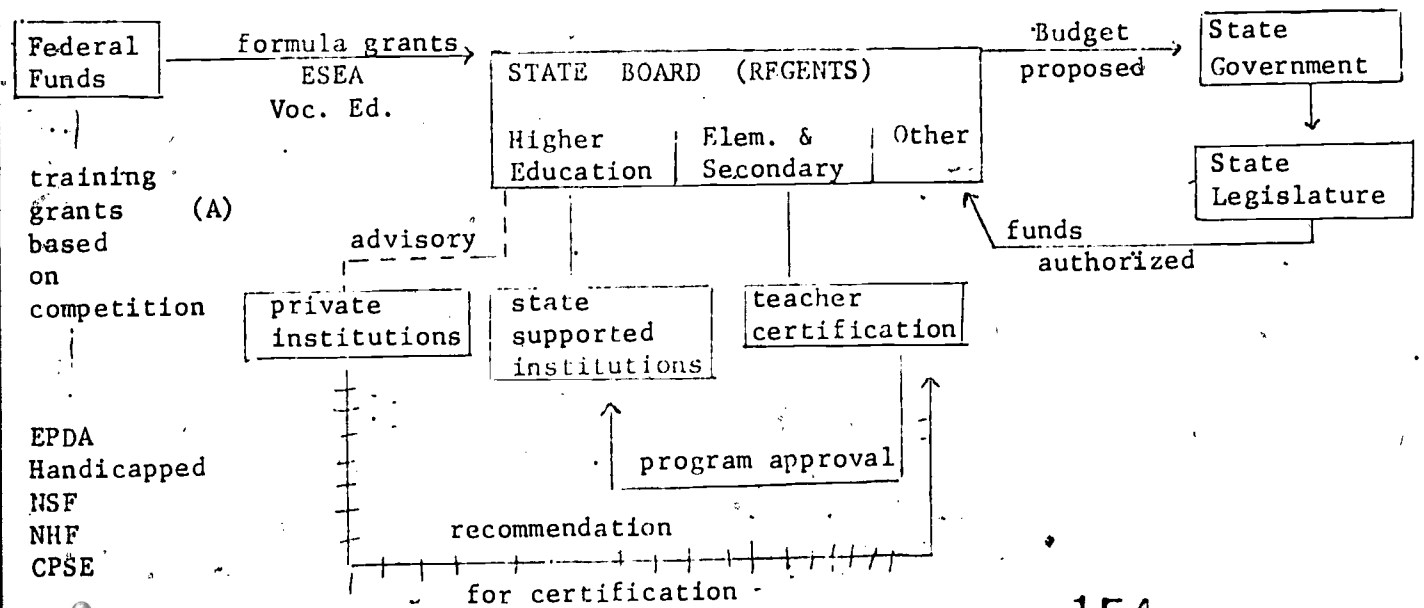 Federal
Funds
formula grants
ESEA
Voc. Ed.
STATE BOARD (RFGENTS)
Higher
Education
Elem. &
Secondary
Other
Budget
proposed
State
Government
State
Legislature
funds
authorized
training
grants (A)
based
on
competition
advisory
private
institutions
state
supported
institutions
teacher
certification
program approval
EPDA
Handicapped
NSF
NHF
CPSE
recommendation
for certification